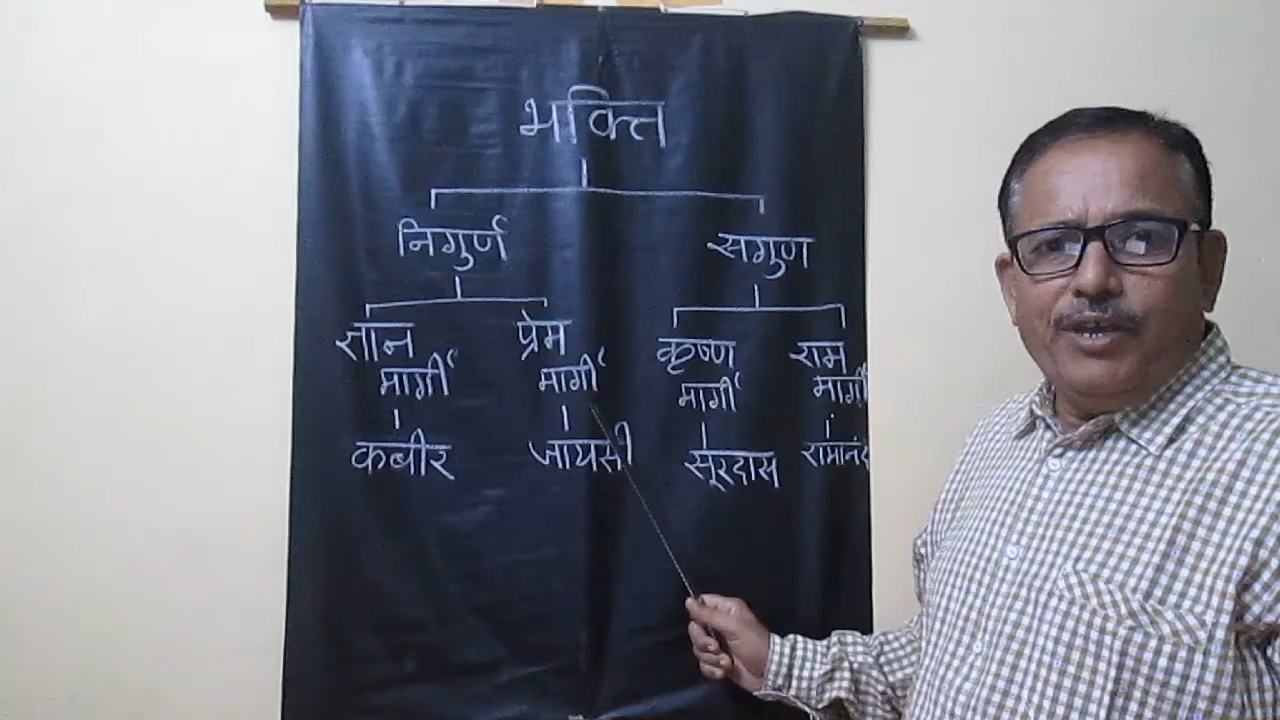 भक्ति
निगुर्ण सगुण
ज्ञान प्रेम कृष्ण राम
मार्गी मार्गी मार्गी मार्गी
कबीर जायसी सूरदास रामानंद